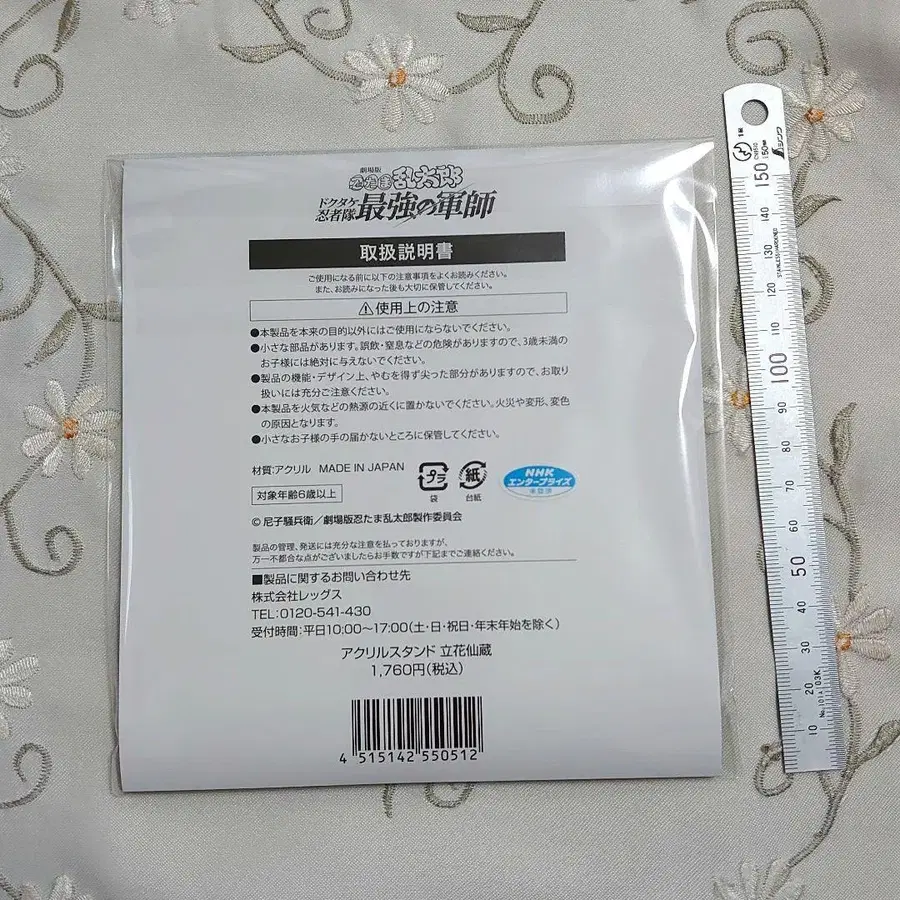 劇場版
忍たま乱太郎
ドクタケ忍者隊 最強の軍師
取扱説明書
ご使用になる前に以下の注意事項をよくお読みください。
また、お読みになった後も大切に保管してください。
⚠使用上の注意
●本製品を本来の目的以外にはご使用にならないでください。
●小さな部品があります。誤飲・窒息などの危険がありますので、3歳未満の
お子様には絶対に与えないでください。
●製品の機能・デザイン上、やむを得ず尖った部分がありますので、お取り
扱いには充分ご注意ください。
●本製品を火気などの熱源の近くに置かないでください。火災や変形、変色
の原因となります。
●小さなお子様の手の届かないところに保管してください。
材質:アクリル MADE IN JAPAN
プラ
袋
紙
台紙
NHK
エンタープライズ
対象年齢6歳以上
© 尼子騒兵衛/劇場版忍たま乱太郎製作委員会
製品の管理、発送には充分な注意を払っておりますが、
万一不都合な点がございましたらお手数ですが下記までご連絡ください。
■製品に関するお問い合わせ先
株式会社レッグス
TEL:0120-541-430
受付時間:平日10:00〜17:00(土・日・祝日・年末年始を除く)
アクリルスタンド 立花仙蔵
1,760円(税込)
4 515142 550512
シンワ
150
140
130
120
110
100
90
80
70
60
50
40
30
20
10